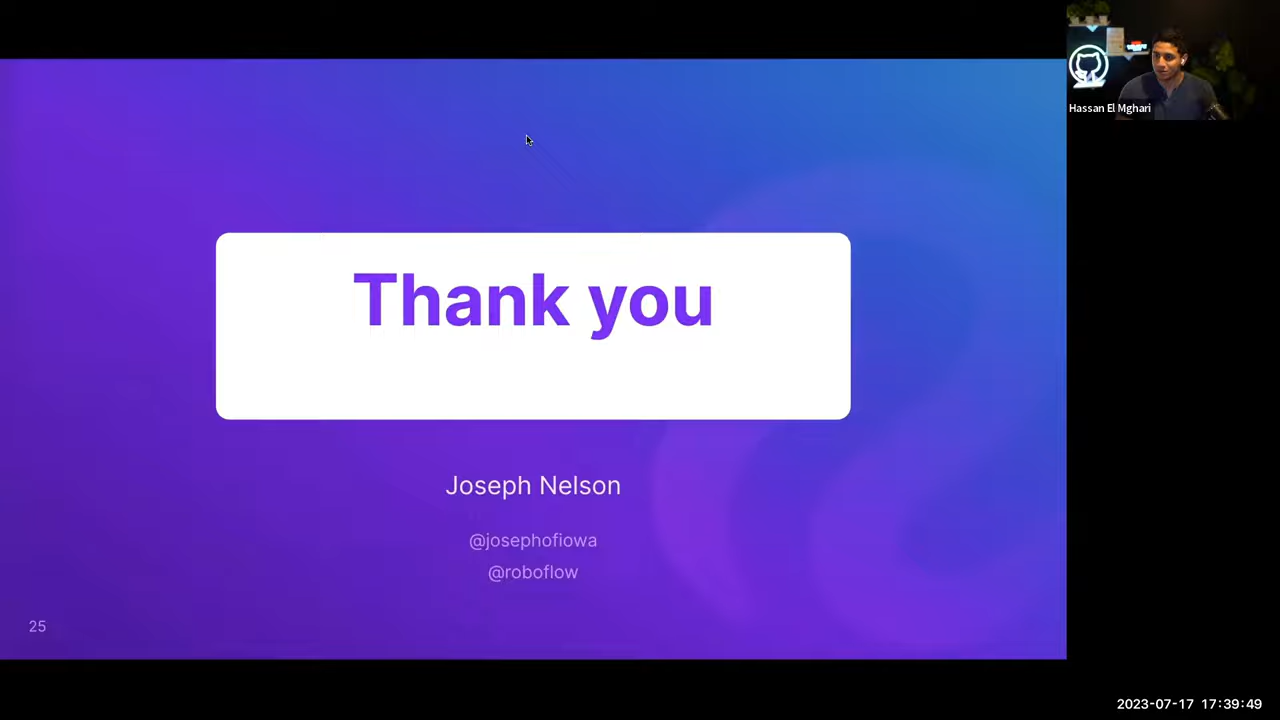 Thank you
Joseph Nelson
@josephofiowa
@roboflow
25
Hassan El Mghari
2023-07-17 17:39:49